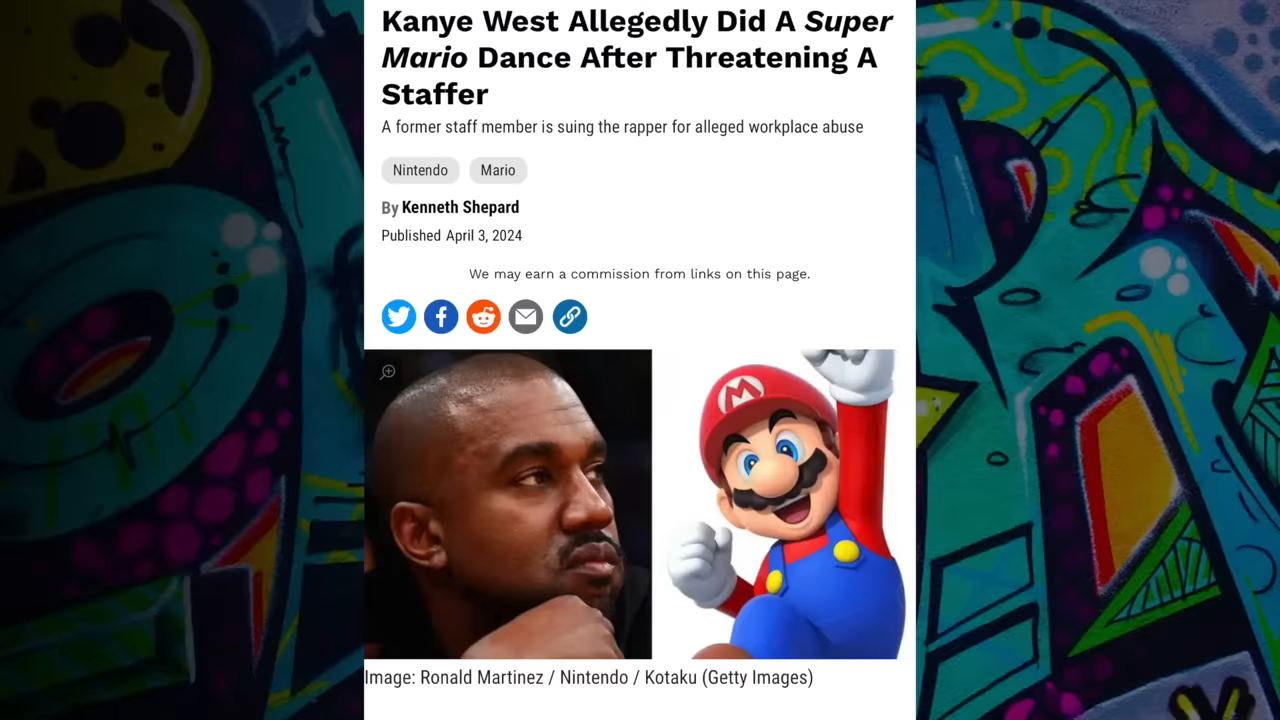 Kanye West Allegedly Did A Super
Mario Dance After Threatening A
Staffer
A former staff member is suing the rapper for alleged workplace abuse
Nintendo Mario
By Kenneth Shepard
Published April 3, 2024
We may earn a commission from links on this page.
M
Image: Ronald Martinez / Nintendo / Kotaku (Getty Images)